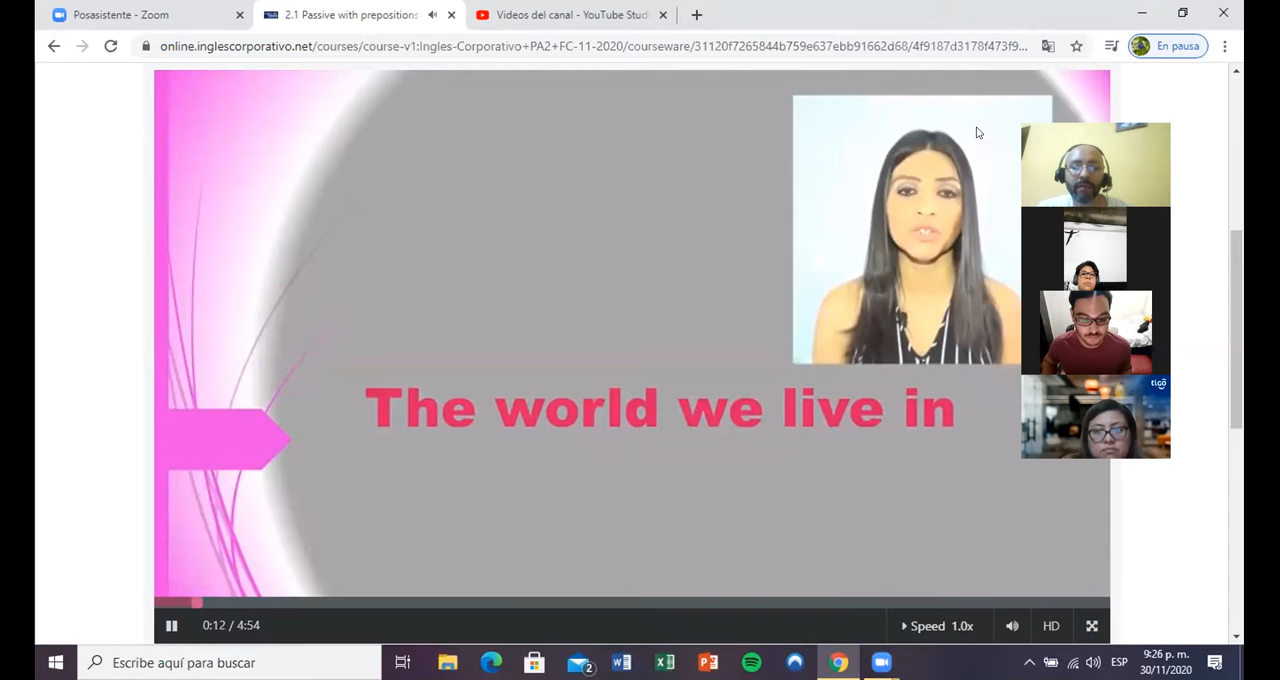 Posasistente - Zoom
2.1 Passive with prepositions
Videos del canal - YouTube Stud
online.inglescorporativo.net/courses/course-v1:Ingles-Corporativo+PA2+FC-11-2020/courseware/31120f7265844b759e637ebb91662d68/4f9187d3178f473f9...
En pausa
tigo
The world we live in
0:12 / 4:54
Speed 1.0x
HD
Escribe aquí para buscar
2
ESP
9:26 p. m.
30/11/2020